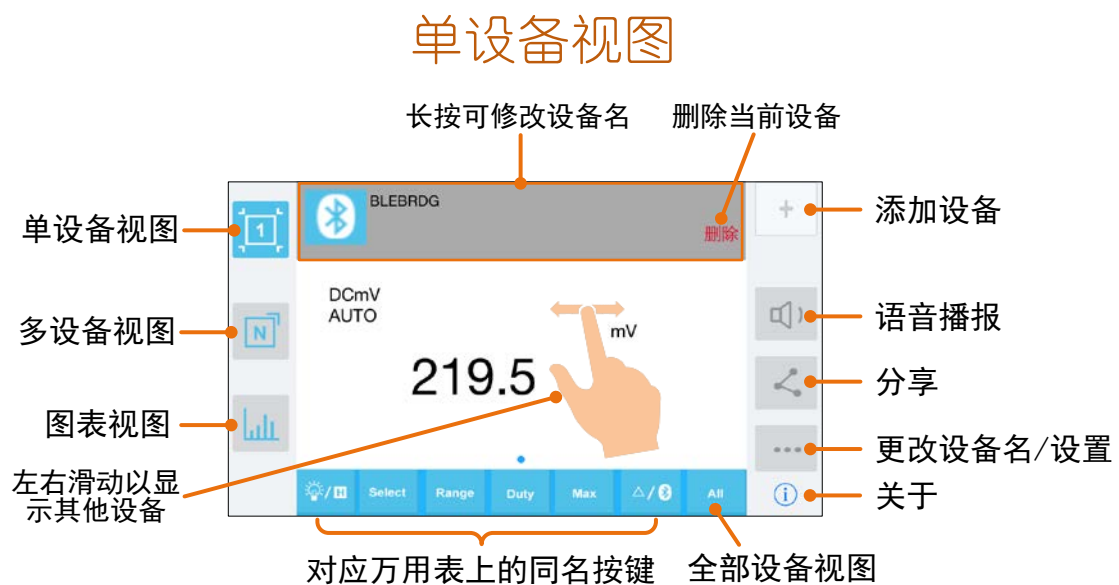 单设备视图
长按可修改设备名
删除当前设备
BLEBRDG
删除
+
添加设备
单设备视图
1
DCmV
AUTO
mV
219.5
多设备视图
N
语音播报
分享
图表视图
更改设备名/设置
左右滑动以显
示其他设备
/H Select Range Duty Max △/ All
i
关于
对应万用表上的同名按键
全部设备视图